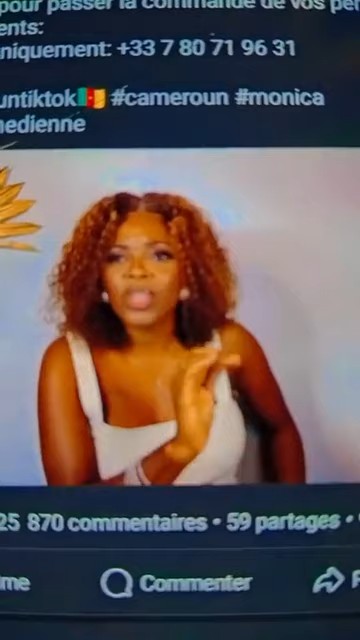 pour passer la commande de vos
ents:
niquement: +33 7 80 71 96 31
untiktok🇨🇲 #cameroun #monica
nedienne
25 870 commentaires • 59 partages •
me
Commenter